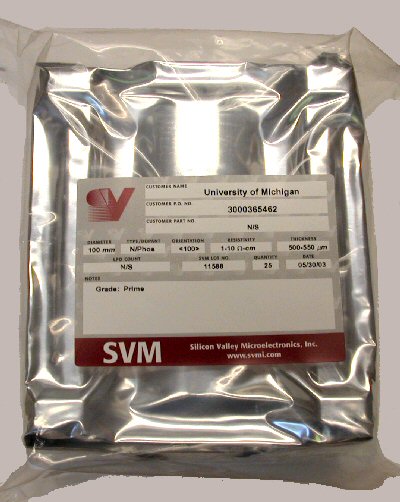 SV
CUSTOMER NAME University of Michigan
CUSTOMER P.O. NO. 3000365462
CUSTOMER PART NO. N/S
DIAMETER TYPE/DOPANT ORIENTATION RESISTIVITY THICKNESS
100 mm N/Phos <100> 1-10 Ω-cm 500-550 µm
LPD COUNT SVM LOT NO. QUANTITY DATE
N/S 11588 25 05/30/03
NOTES
Grade: Prime
SVM Silicon Valley Microelectronics, Inc.
www.svmi.com